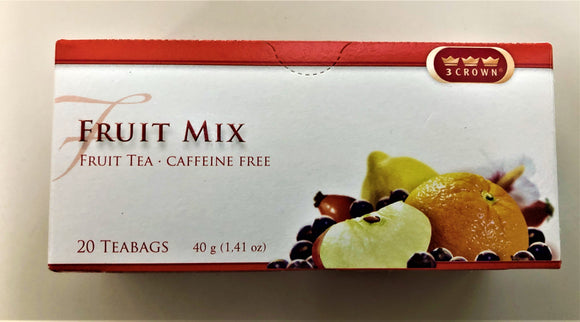 3 CROWN®
FRUIT MIX
FRUIT TEA · CAFFEINE FREE
20 TEABAGS 40 g (1,41 oz)